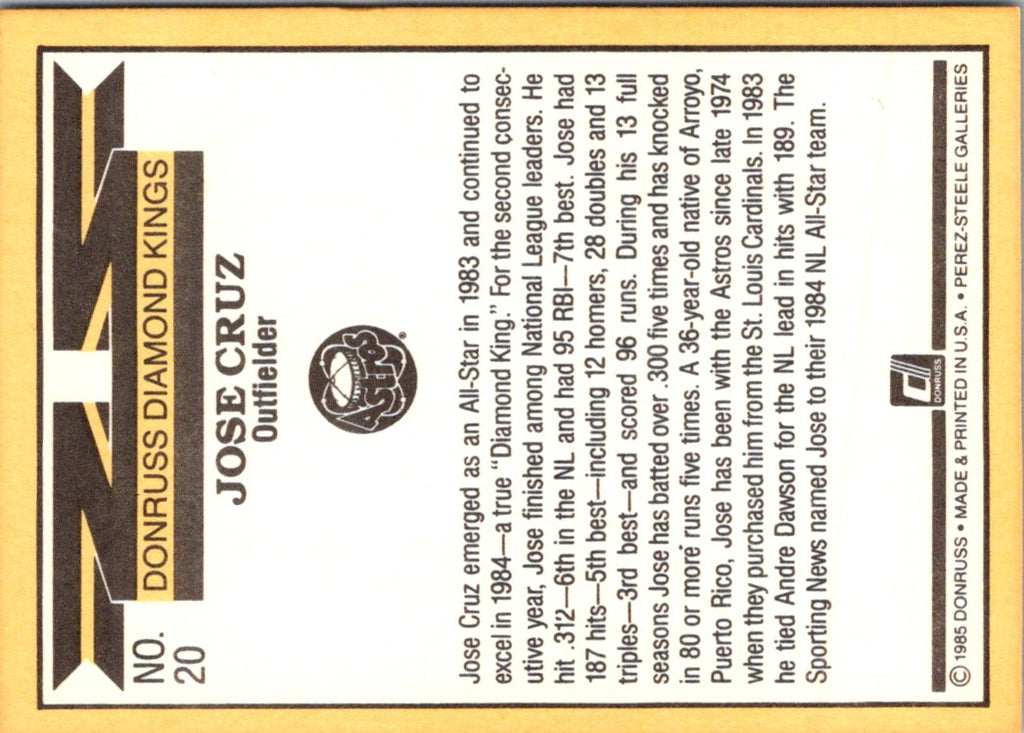 NO.
20
DONRUSS DIAMOND KINGS
JOSE CRUZ
Outfielder
Astros
®
Jose Cruz emerged as an All-Star in 1983 and continued to
excel in 1984—a true "Diamond King." For the second consec-
utive year, Jose finished among National League leaders. He
hit .312—6th in the NL and had 95 RBI—7th best. Jose had
187 hits—5th best—including 12 homers, 28 doubles and 13
triples—3rd best—and scored 96 runs. During his 13 full
seasons Jose has batted over .300 five times and has knocked
in 80 or more runs five times. A 36-year-old native of Arroyo,
Puerto Rico, Jose has been with the Astros since late 1974
when they purchased him from the St. Louis Cardinals. In 1983
he tied Andre Dawson for the NL lead in hits with 189. The
Sporting News named Jose to their 1984 NL All-Star team.
DONRUSS
© 1985 DONRUSS • MADE & PRINTED IN U.S.A. • PEREZ-STEELE GALLERIES